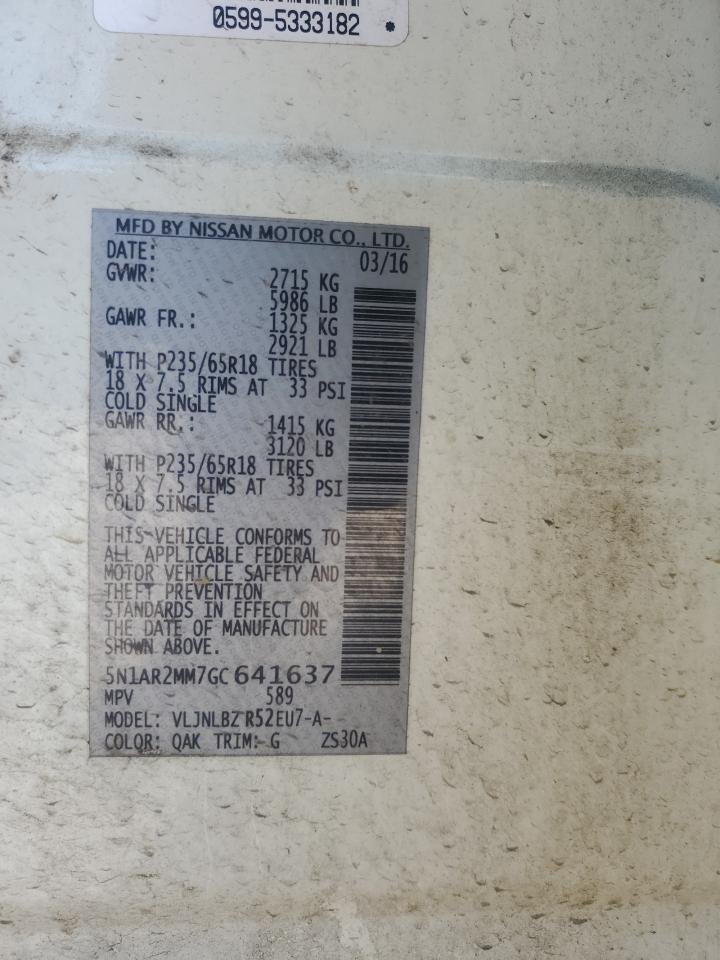 0599-5333182
MFD BY NISSAN MOTOR CO., LTD.
DATE: 03/16
GVWR: 2715 KG
5986 LB
GAWR FR.: 1325 KG
2921 LB
WITH P235/65R18 TIRES
18 X 7.5 RIMS AT 33 PSI
COLD SINGLE
GAWR RR.: 1415 KG
3120 LB
WITH P235/65R18 TIRES
18 X 7.5 RIMS AT 33 PSI
COLD SINGLE
THIS VEHICLE CONFORMS TO
ALL APPLICABLE FEDERAL
MOTOR VEHICLE SAFETY AND
THEFT PREVENTION
STANDARDS IN EFFECT ON
THE DATE OF MANUFACTURE
SHOWN ABOVE.
5N1AR2MM7GC641637
MPV 589
MODEL: VLJNLBZ R52EU7-A-
COLOR: QAK TRIM: G ZS30A